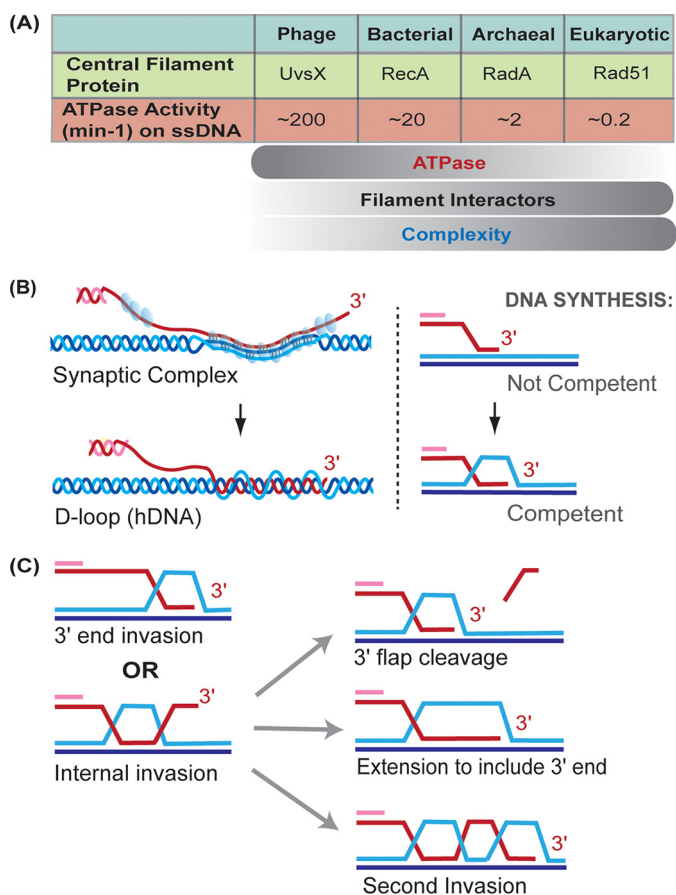 (A)
Phage Bacterial Archaeal Eukaryotic
Central Filament
Protein
UvsX RecA RadA Rad51
ATPase Activity
(min-1) on ssDNA
~200 ~20 ~2 ~0.2
ATPase
Filament Interactors
Complexity
(B)
3'
DNA SYNTHESIS:
3'
Synaptic Complex
Not Competent
3'
3'
D-loop (hDNA)
Competent
(C)
3'
3'
3' end invasion
3' flap cleavage
OR
3'
3'
Internal invasion
Extension to include 3' end
3'
Second Invasion